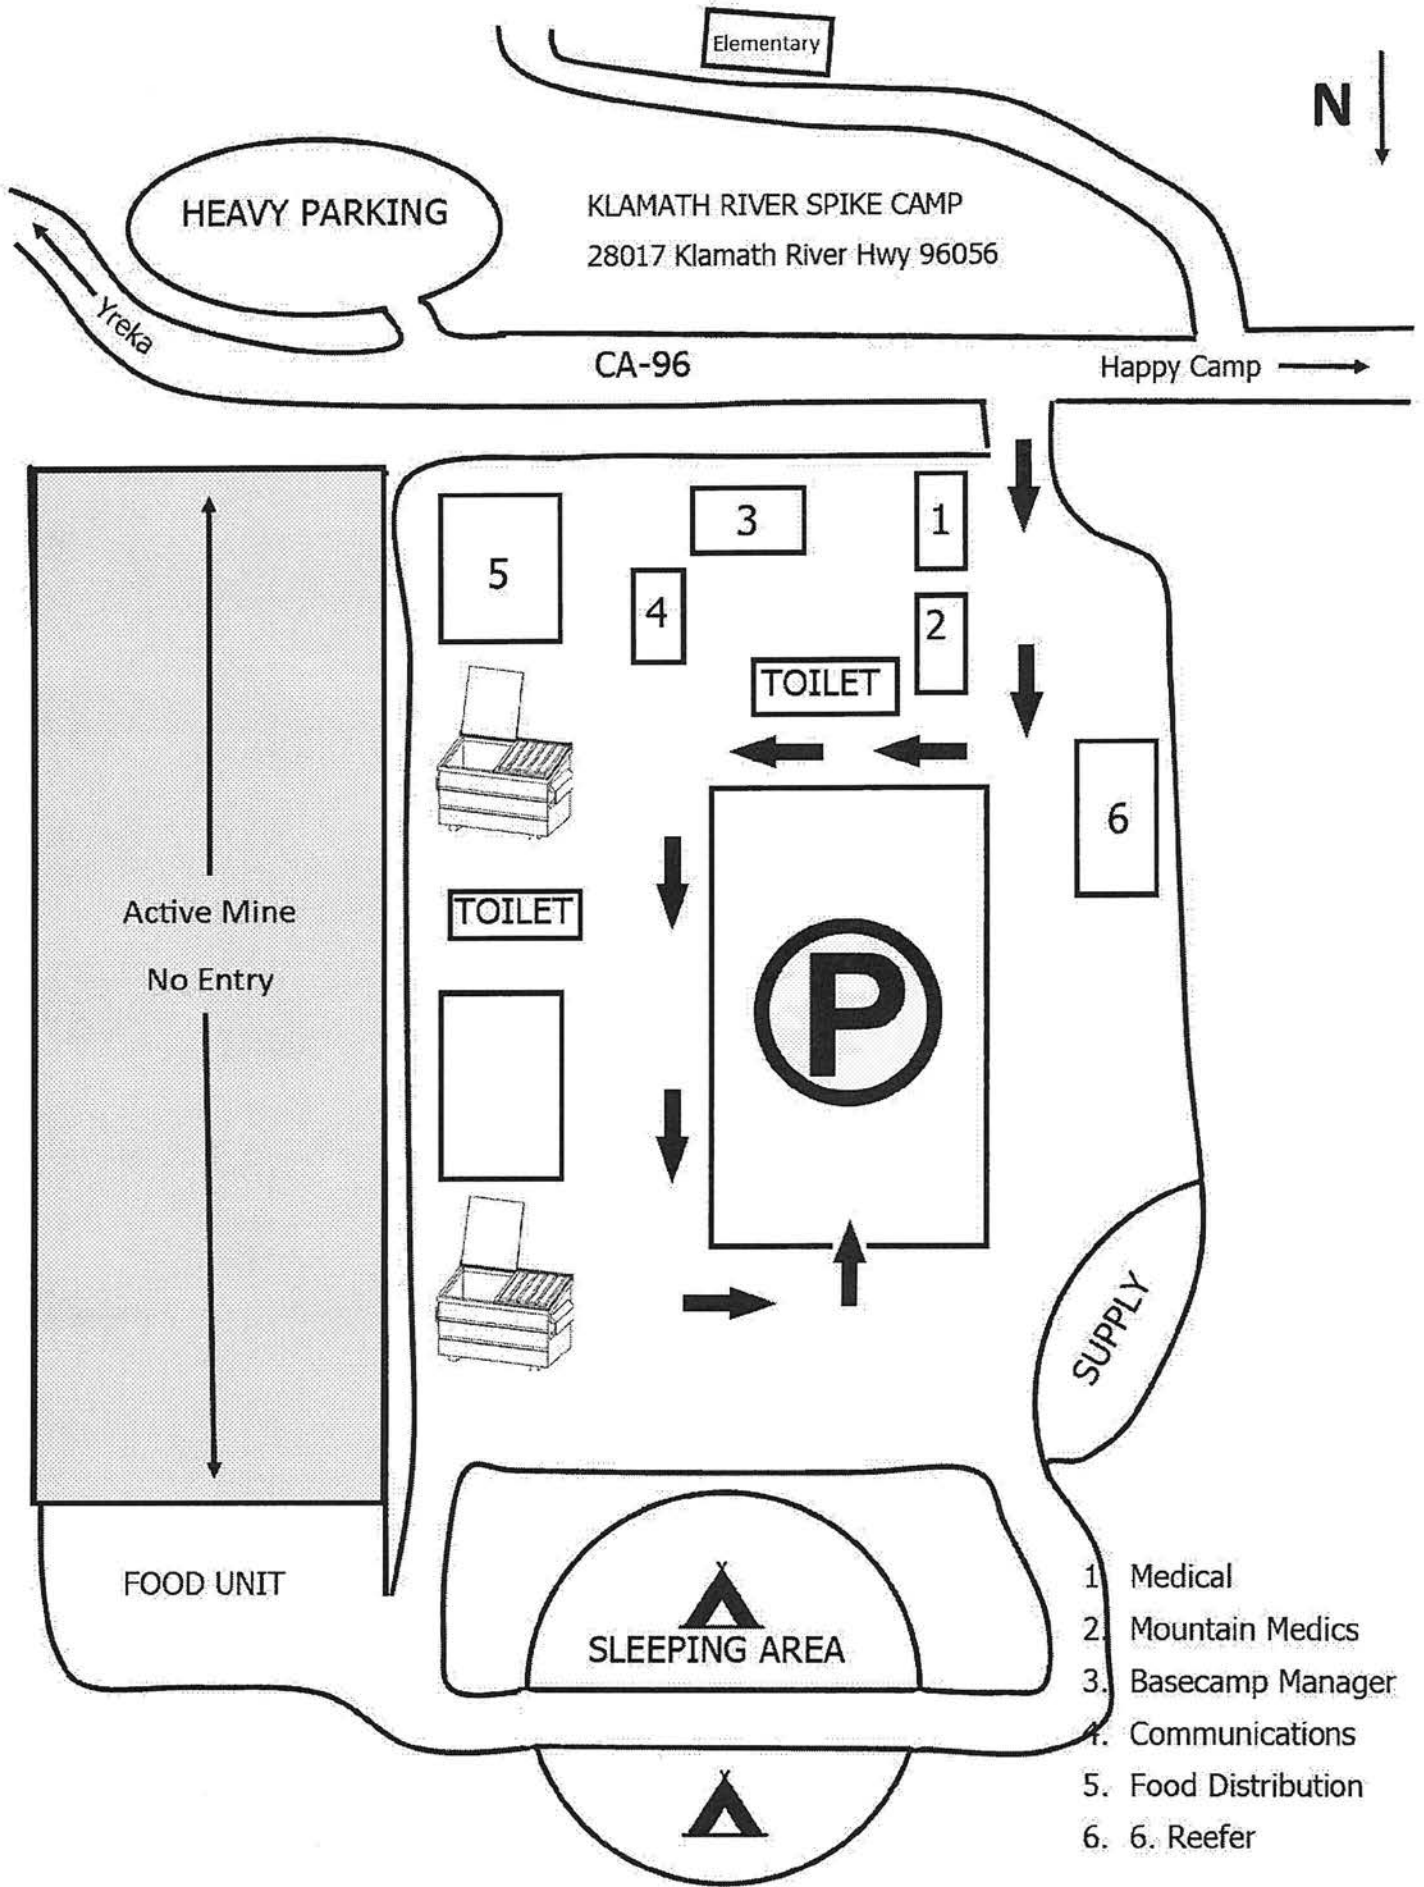 Elementary
N
HEAVY PARKING
KLAMATH RIVER SPIKE CAMP
28017 Klamath River Hwy 96056
Yreka
CA-96
Happy Camp
3
1
5
4
2
TOILET
6
Active Mine
No Entry
TOILET
P
SUPPLY
FOOD UNIT
SLEEPING AREA
1 Medical
2. Mountain Medics
3. Basecamp Manager
4. Communications
5. Food Distribution
6. 6. Reefer